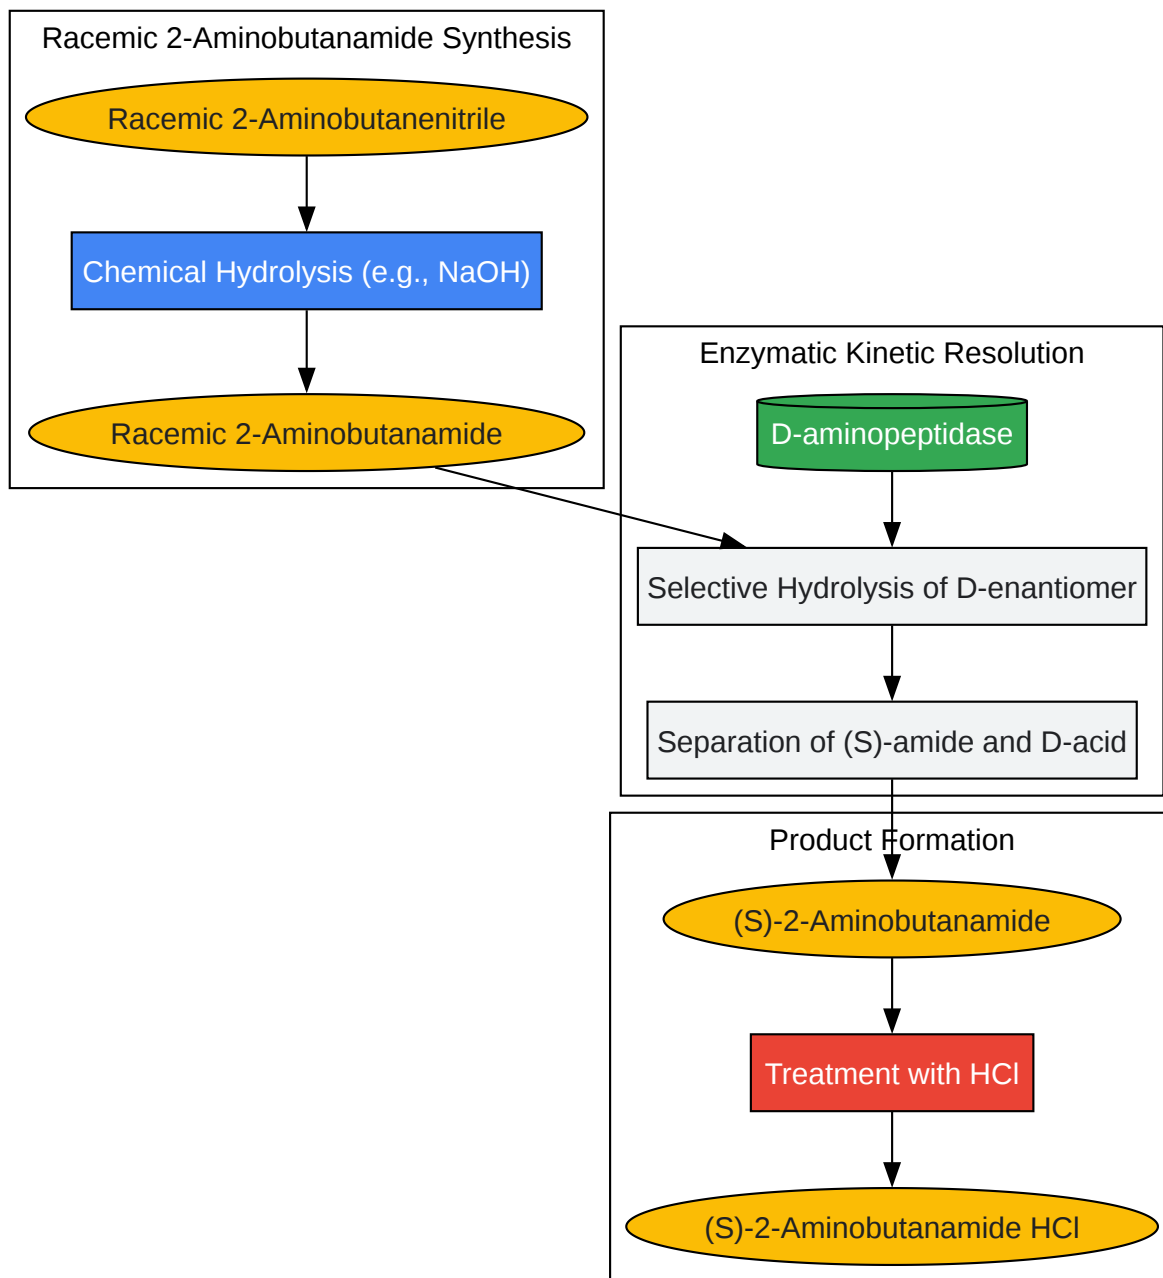 Racemic 2-Aminobutanamide Synthesis
Racemic 2-Aminobutanenitrile
Chemical Hydrolysis (e.g., NaOH)
Racemic 2-Aminobutanamide
Enzymatic Kinetic Resolution
D-aminopeptidase
Selective Hydrolysis of D-enantiomer
Separation of (S)-amide and D-acid
Product Formation
(S)-2-Aminobutanamide
Treatment with HCl
(S)-2-Aminobutanamide HCl